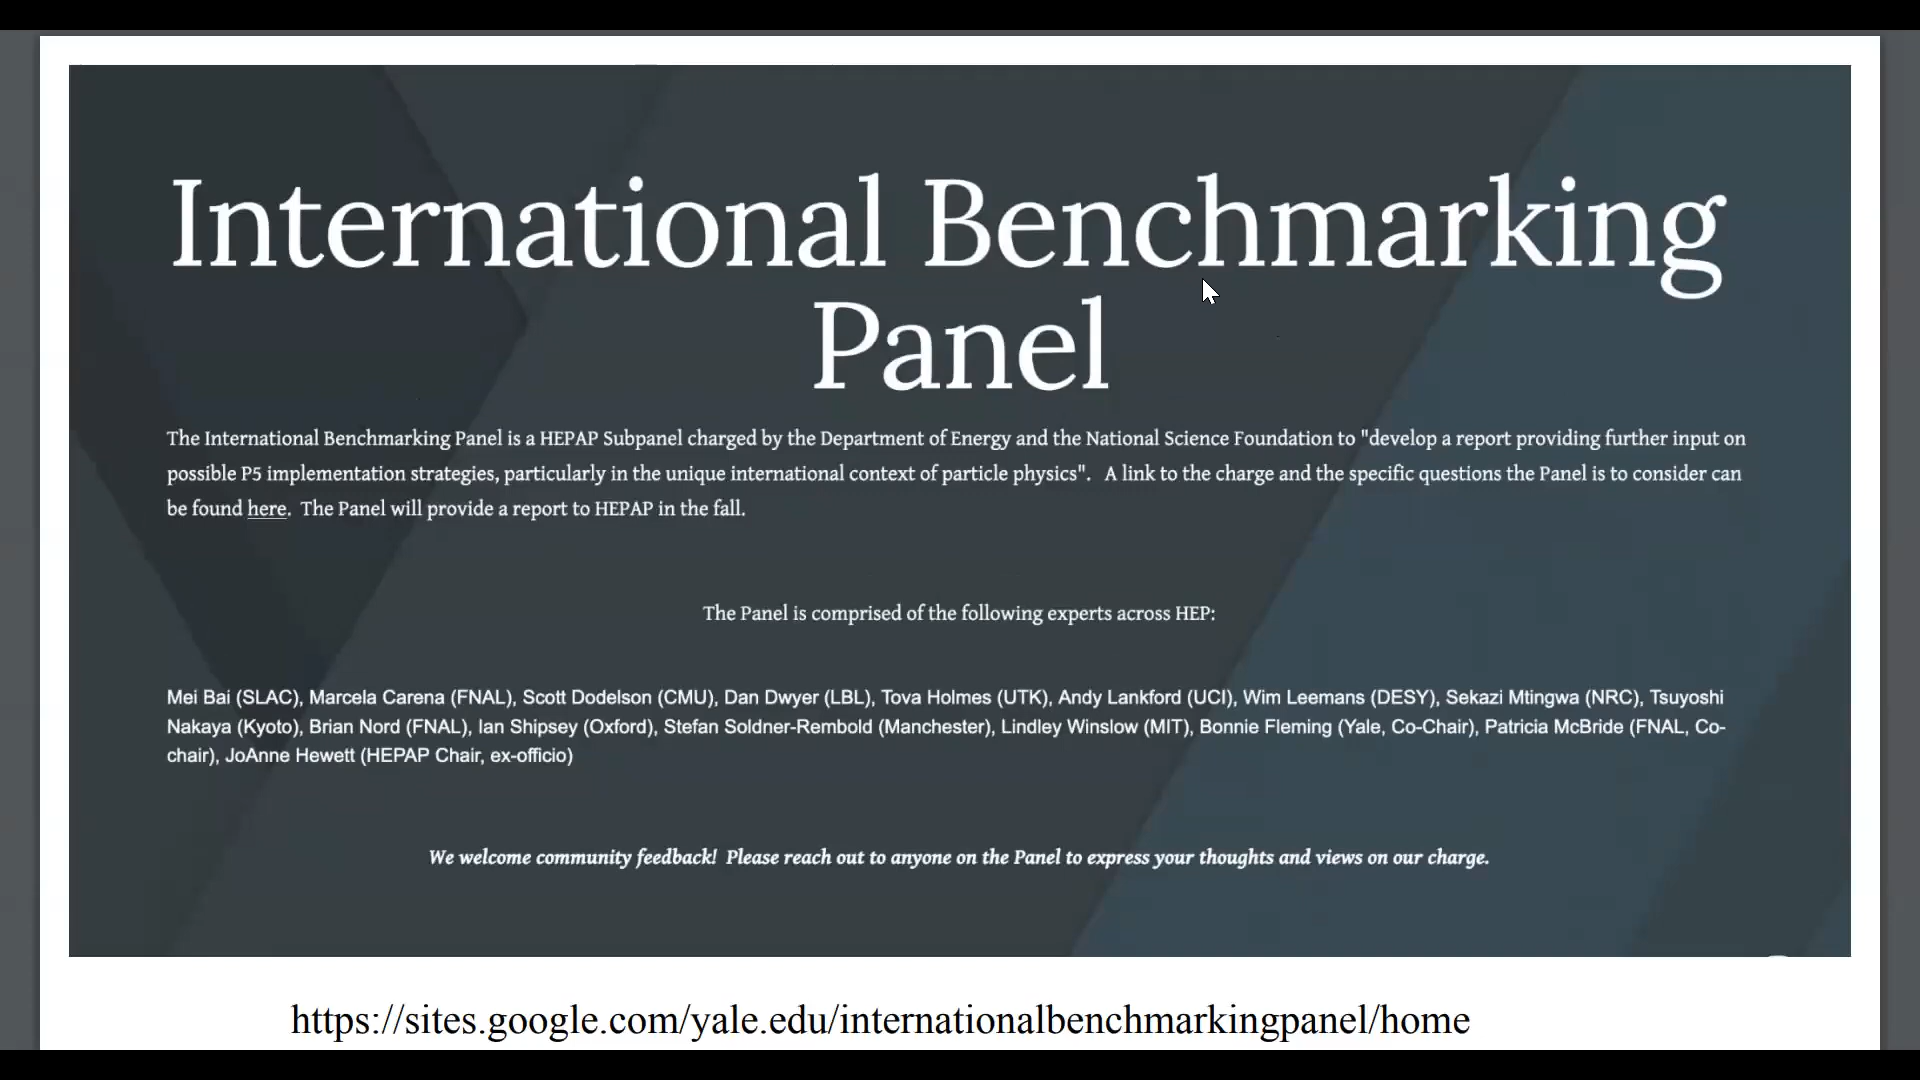 International Benchmarking
Panel
The International Benchmarking Panel is a HEPAP Subpanel charged by the Department of Energy and the National Science Foundation to "develop a report providing further input on
possible P5 implementation strategies, particularly in the unique international context of particle physics".   A link to the charge and the specific questions the Panel is to consider can
be found here.  The Panel will provide a report to HEPAP in the fall.
The Panel is comprised of the following experts across HEP:
Mei Bai (SLAC), Marcela Carena (FNAL), Scott Dodelson (CMU), Dan Dwyer (LBL), Tova Holmes (UTK), Andy Lankford (UCI), Wim Leemans (DESY), Sekazi Mtingwa (NRC), Tsuyoshi
Nakaya (Kyoto), Brian Nord (FNAL), Ian Shipsey (Oxford), Stefan Soldner-Rembold (Manchester), Lindley Winslow (MIT), Bonnie Fleming (Yale, Co-Chair), Patricia McBride (FNAL, Co-
chair), JoAnne Hewett (HEPAP Chair, ex-officio)
We welcome community feedback!  Please reach out to anyone on the Panel to express your thoughts and views on our charge.
https://sites.google.com/yale.edu/internationalbenchmarkingpanel/home